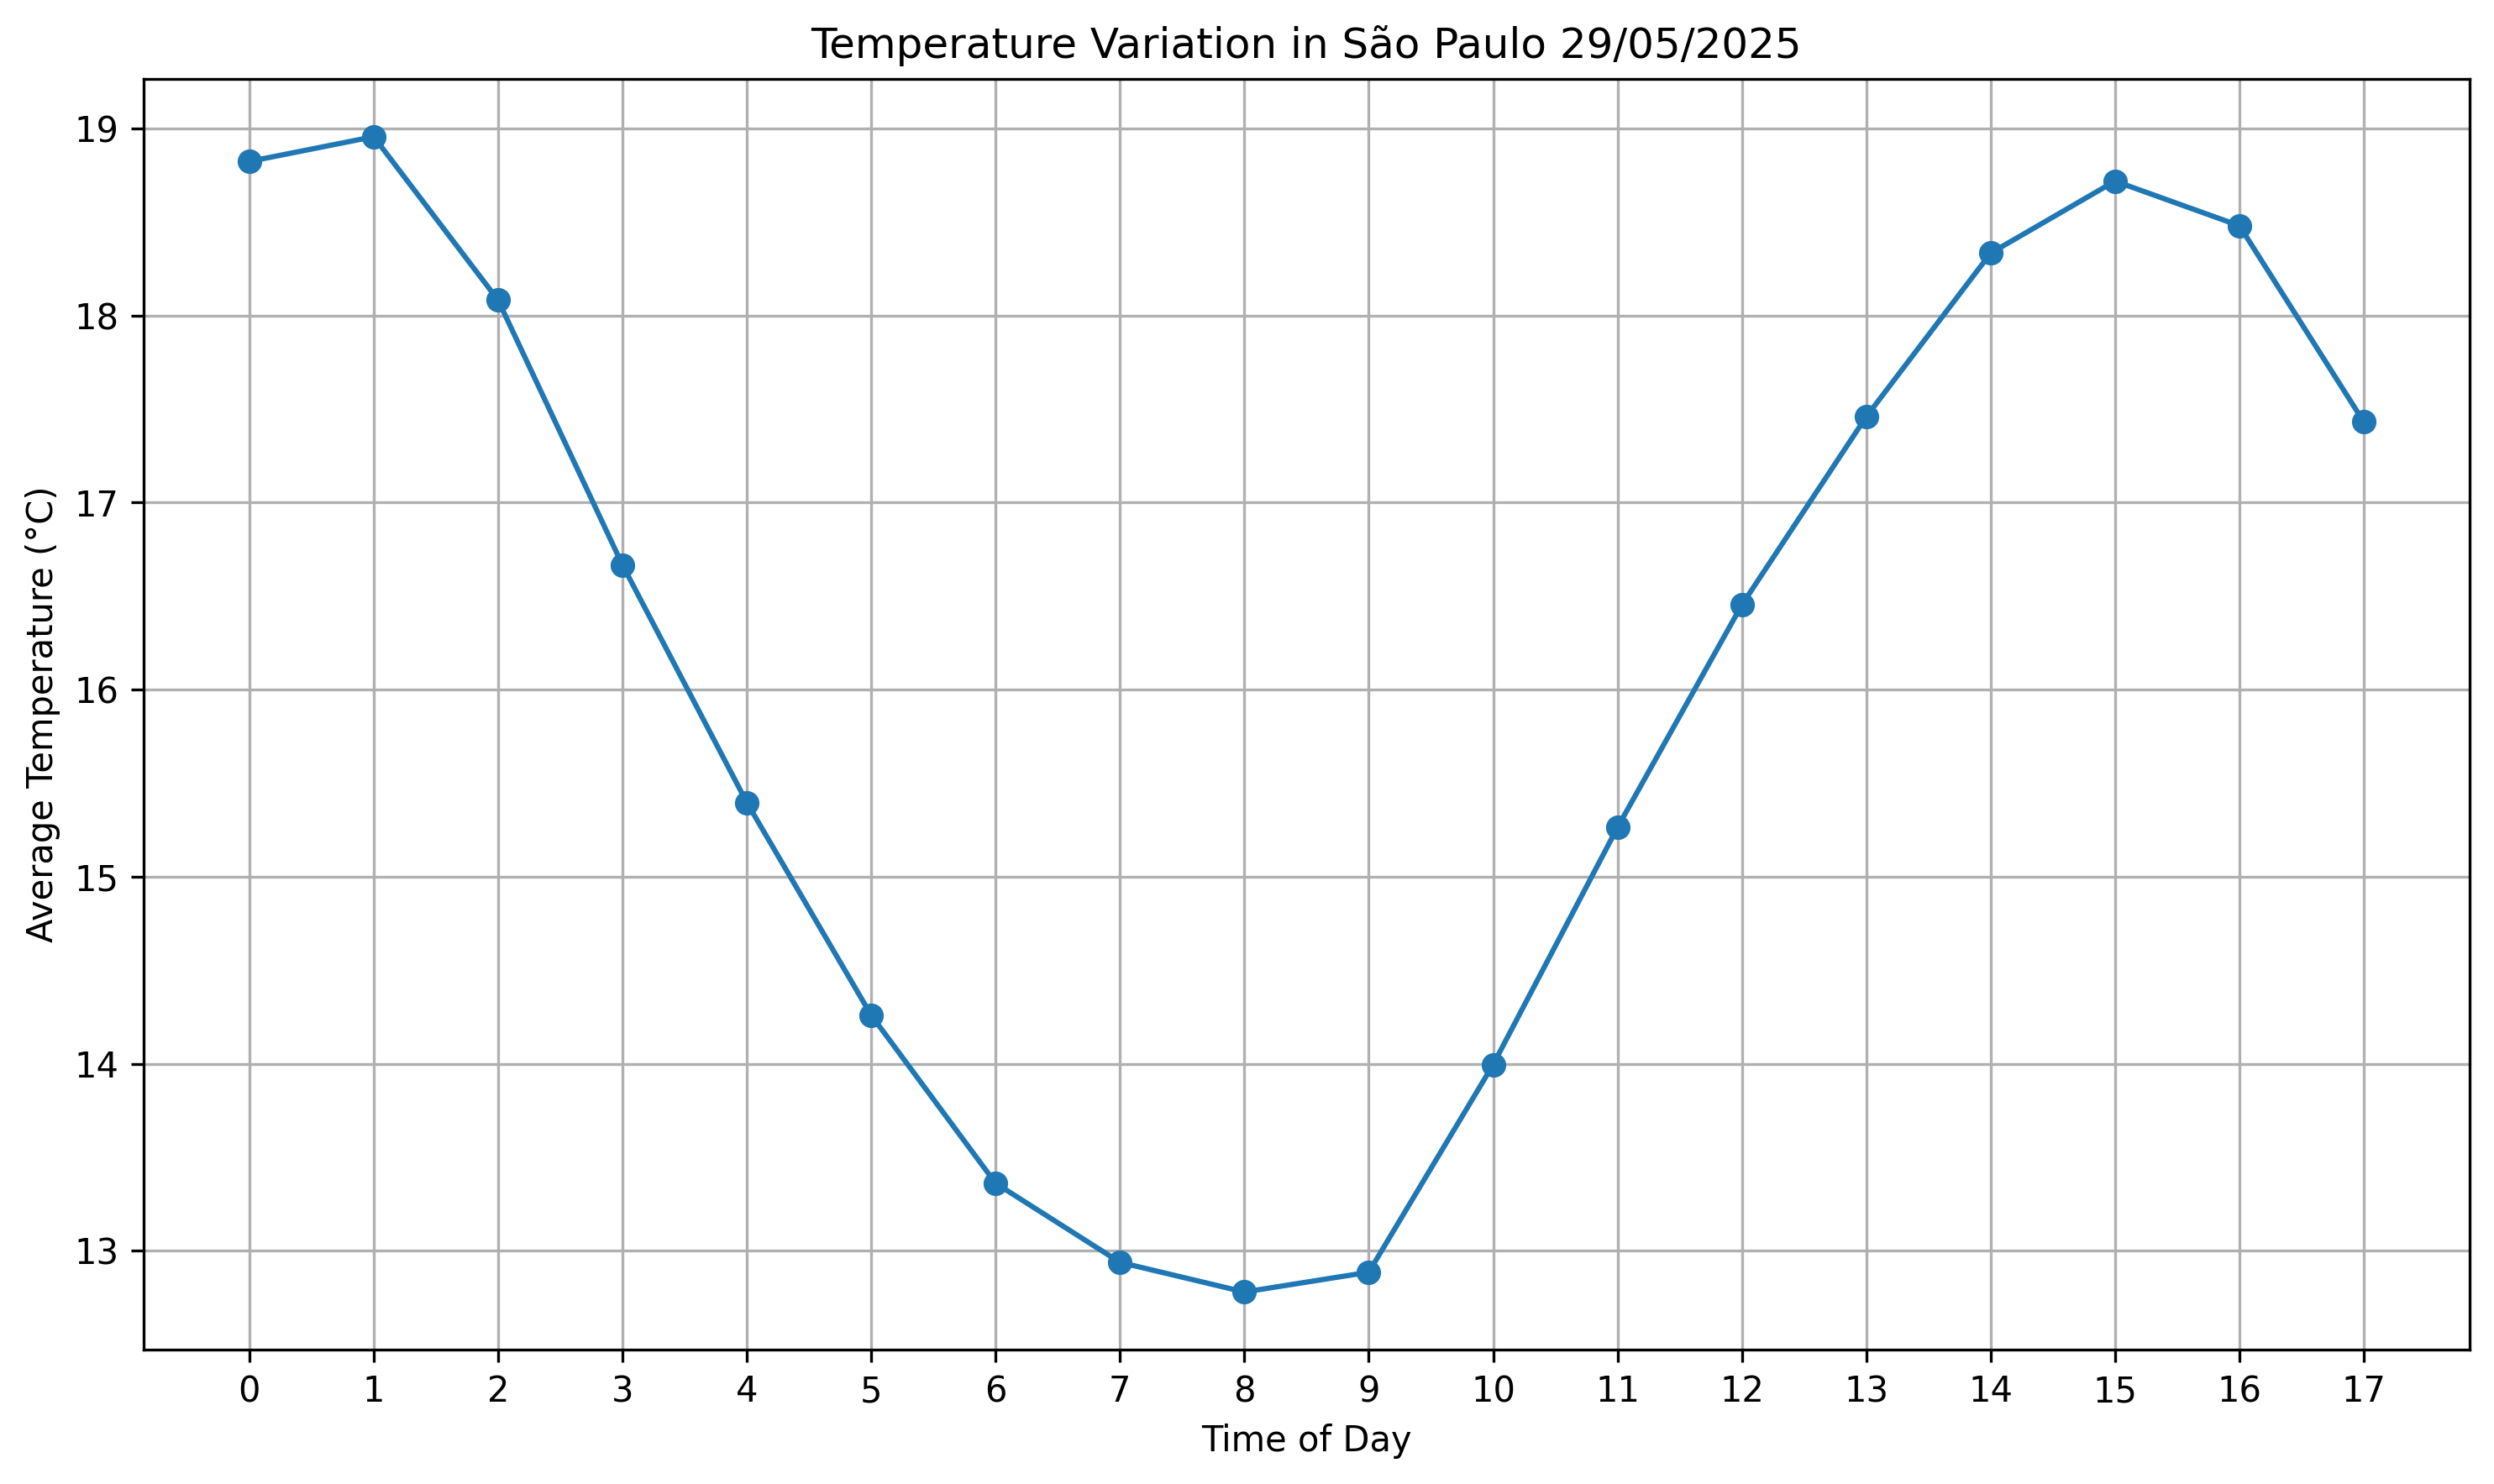 Temperature Variation in São Paulo 29/05/2025
Average Temperature (°C)
19
18
17
16
15
14
13
0 1 2 3 4 5 6 7 8 9 10 11 12 13 14 15 16 17
Time of Day